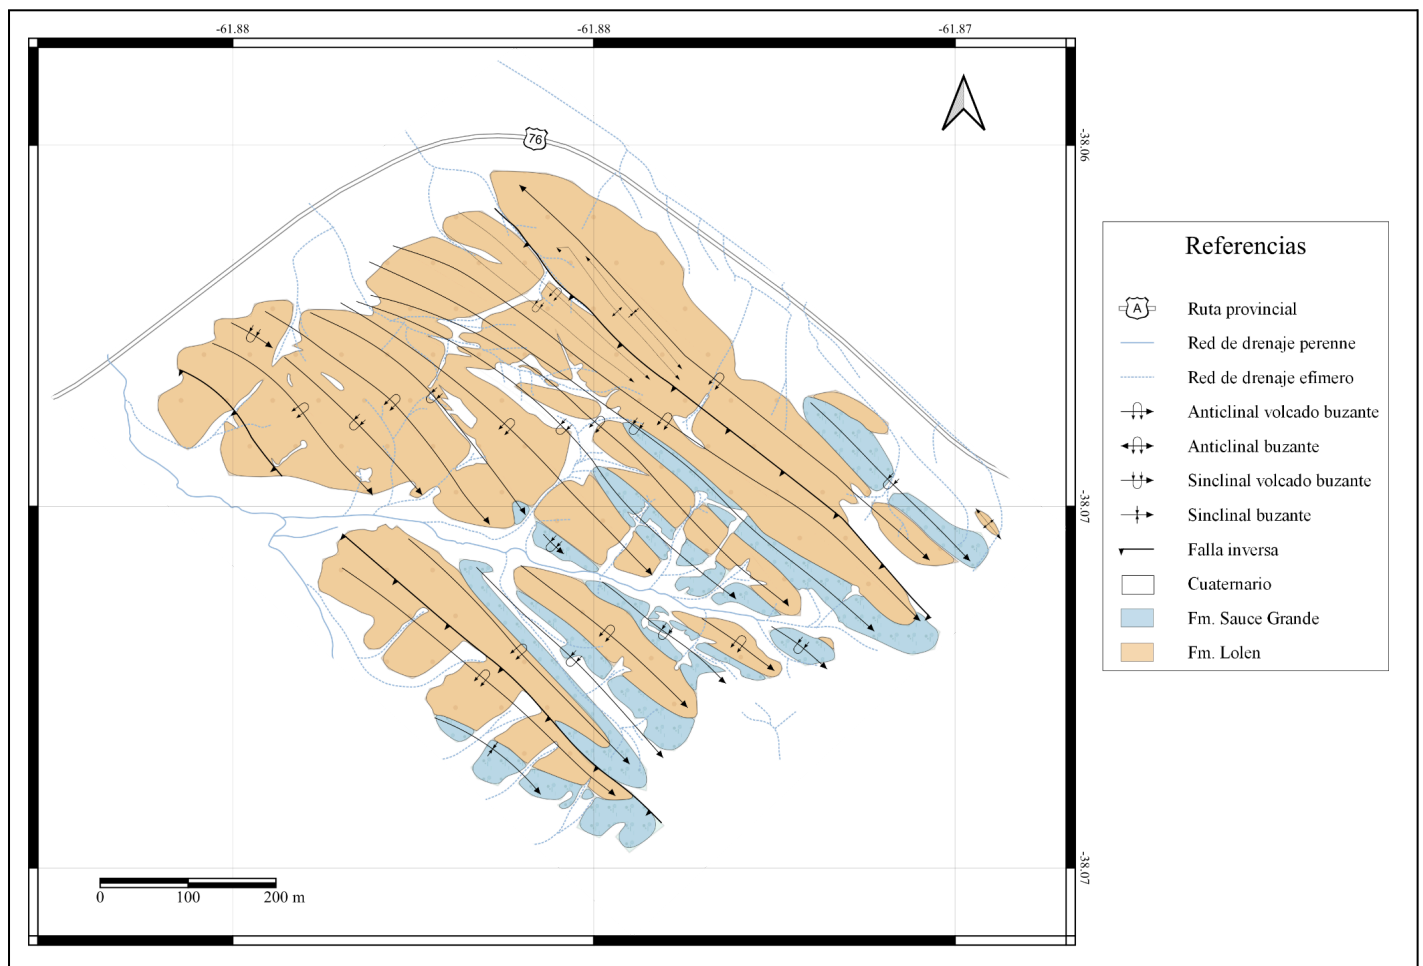 -61.88
-61.88
-61.87
76
-38.06
-38.07
-38.07
0
100
200 m
Referencias
A
Ruta provincial
Red de drenaje perenne
Red de drenaje efímero
Anticlinal volcado buzante
Anticlinal buzante
Sinclinal volcado buzante
Sinclinal buzante
Falla inversa
Cuaternario
Fm. Sauce Grande
Fm. Lolen